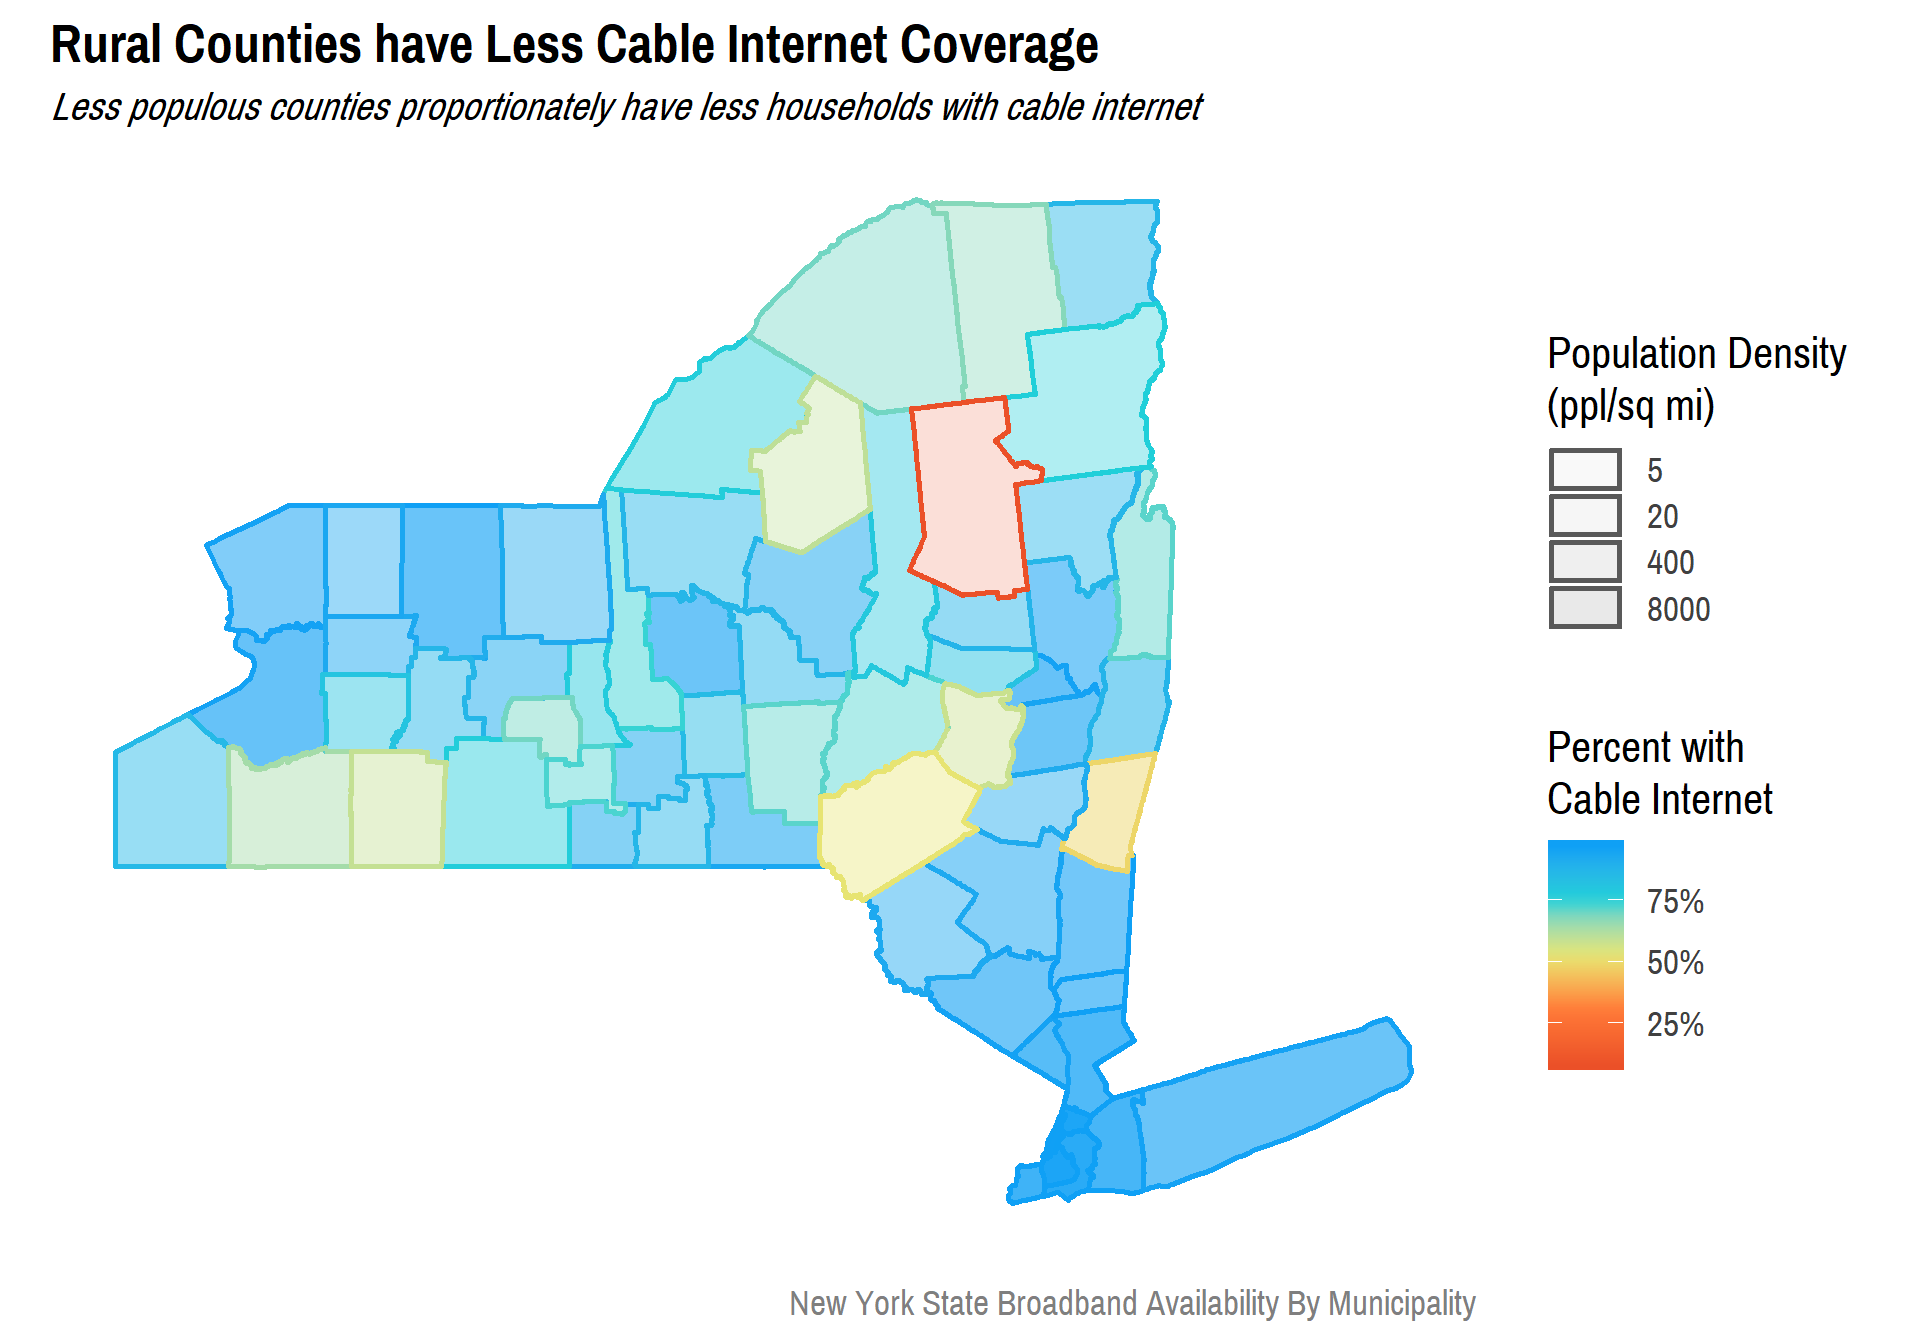 Rural Counties have Less Cable Internet Coverage
Less populous counties proportionately have less households with cable internet
Population Density
(ppl/sq mi)
5
20
400
8000
Percent with
Cable Internet
75%
50%
25%
New York State Broadband Availability By Municipality